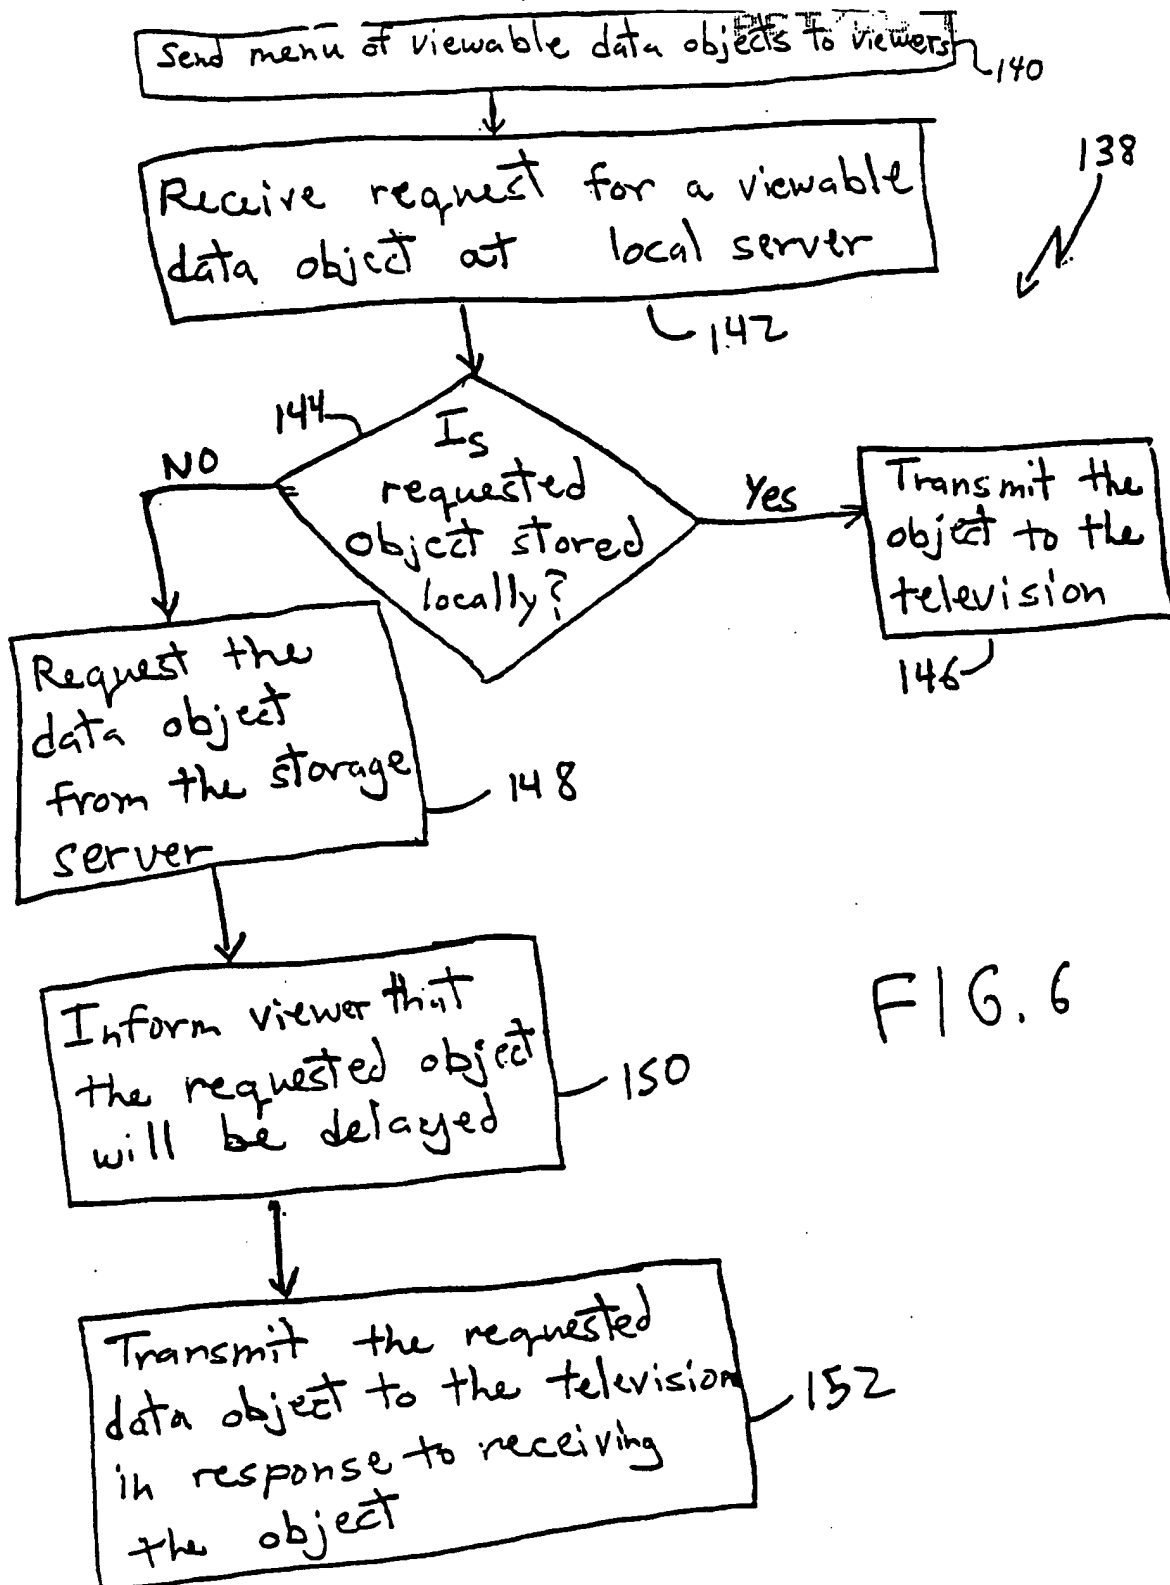 Send menu of viewable data objects to viewers
140
Receive request for a viewable
data object at local server
142
138
144
Is
requested
object stored
locally?
NO
Yes
Transmit the
object to the
television
146
Request the
data object
from the storage
server
148
Inform viewer that
the requested object
will be delayed
150
FIG. 6
Transmit the requested
data object to the television
in response to receiving
the object
152